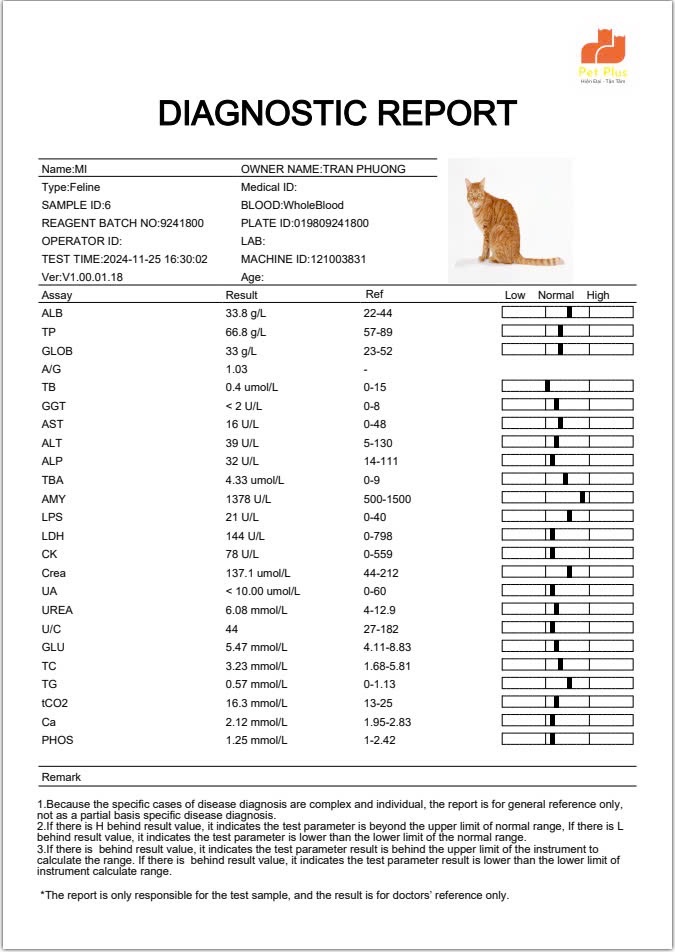 Pet Plus
Hiện Đại - Tận Tâm
DIAGNOSTIC REPORT
Name:MI OWNER NAME:TRAN PHUONG
Type:Feline Medical ID:
SAMPLE ID:6 BLOOD:WholeBlood
REAGENT BATCH NO:9241800 PLATE ID:019809241800
OPERATOR ID: LAB:
TEST TIME:2024-11-25 16:30:02 MACHINE ID:121003831
Ver:V1.00.01.18 Age:
Assay Result Ref Low Normal High
ALB 33.8 g/L 22-44
TP 66.8 g/L 57-89
GLOB 33 g/L 23-52
A/G 1.03 -
TB 0.4 umol/L 0-15
GGT < 2 U/L 0-8
AST 16 U/L 0-48
ALT 39 U/L 5-130
ALP 32 U/L 14-111
TBA 4.33 umol/L 0-9
AMY 1378 U/L 500-1500
LPS 21 U/L 0-40
LDH 144 U/L 0-798
CK 78 U/L 0-559
Crea 137.1 umol/L 44-212
UA < 10.00 umol/L 0-60
UREA 6.08 mmol/L 4-12.9
U/C 44 27-182
GLU 5.47 mmol/L 4.11-8.83
TC 3.23 mmol/L 1.68-5.81
TG 0.57 mmol/L 0-1.13
tCO2 16.3 mmol/L 13-25
Ca 2.12 mmol/L 1.95-2.83
PHOS 1.25 mmol/L 1-2.42
Remark
1.Because the specific cases of disease diagnosis are complex and individual, the report is for general reference only,
not as a partial basis specific disease diagnosis.
2.If there is H behind result value, it indicates the test parameter is beyond the upper limit of normal range, If there is L
behind result value, it indicates the test parameter is lower than the lower limit of the normal range.
3.If there is  behind result value, it indicates the test parameter result is behind the upper limit of the instrument to
calculate the range. If there is  behind result value, it indicates the test parameter result is lower than the lower limit of
instrument calculate range.
*The report is only responsible for the test sample, and the result is for doctors' reference only.